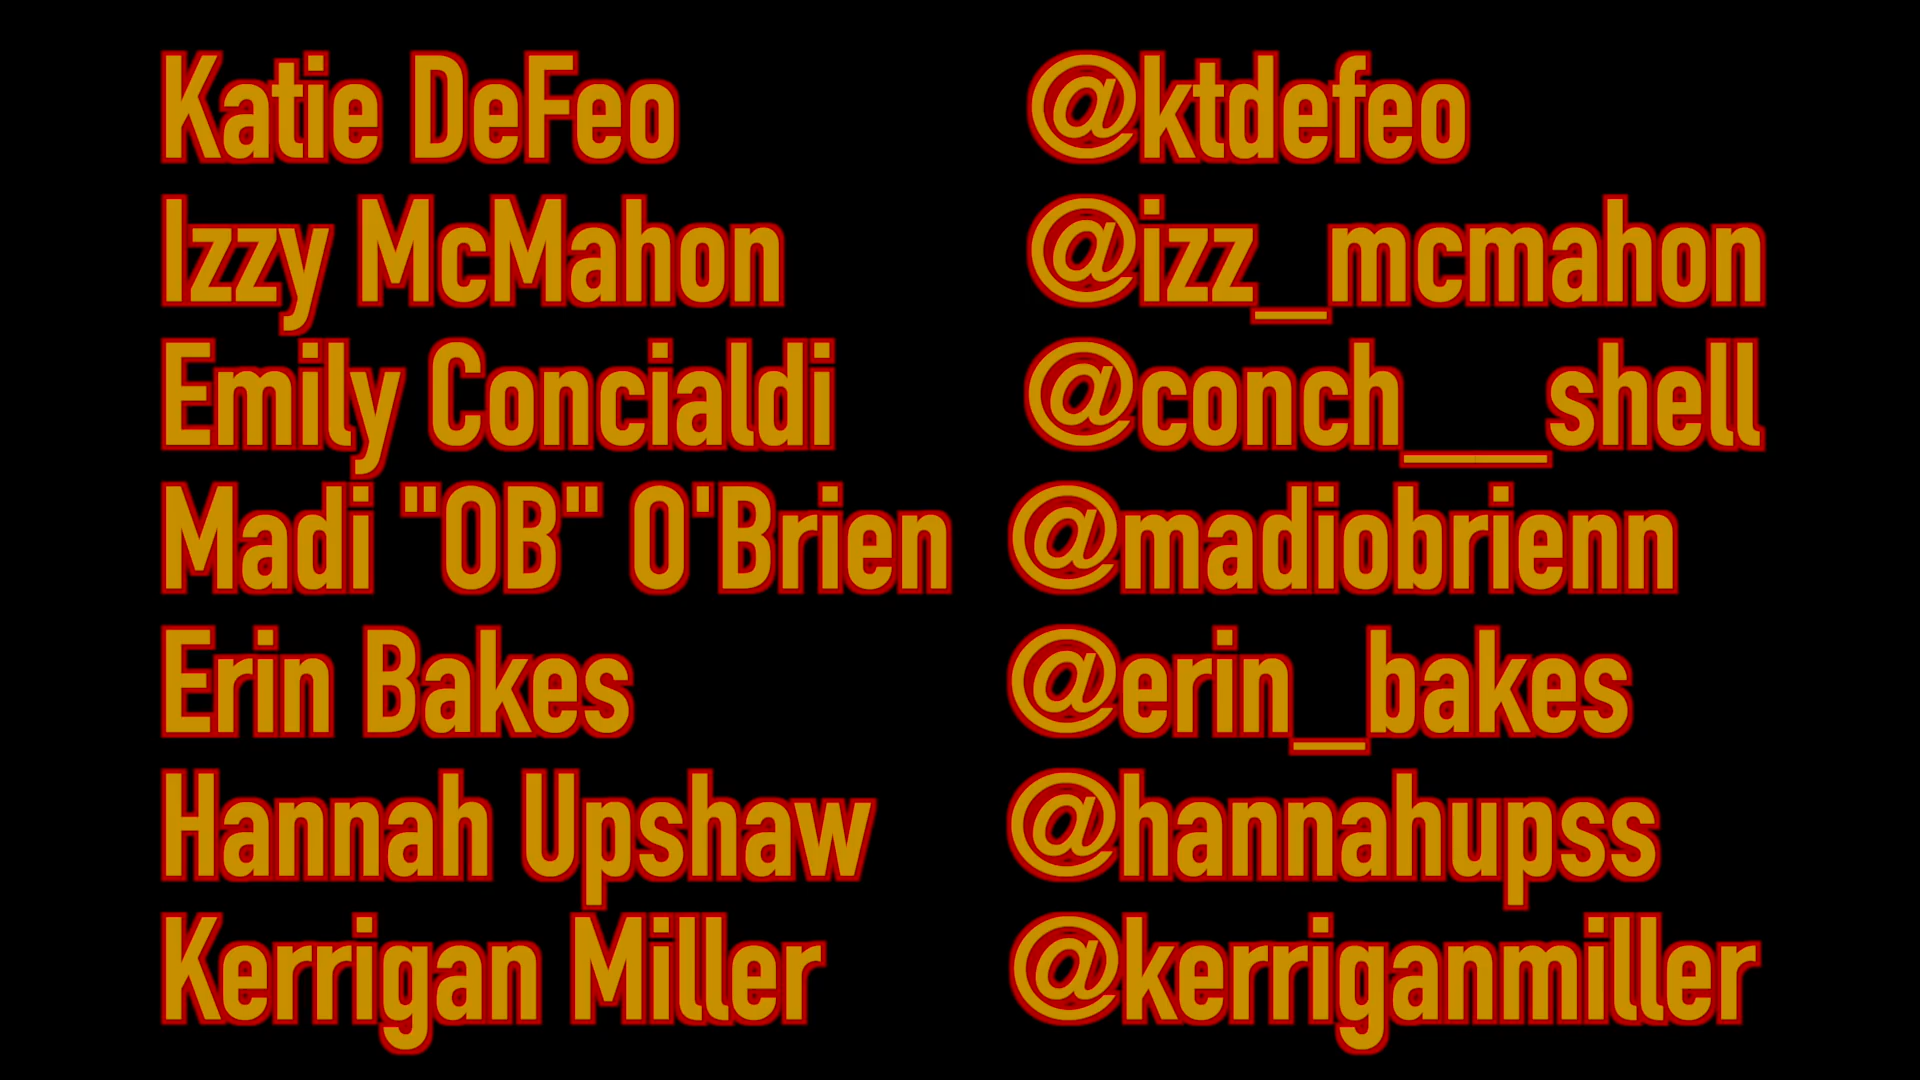 Katie DeFeo @ktdefeo
Izzy McMahon @izz_mcmahon
Emily Concialdi @conch__shell
Madi "OB" O'Brien @madiobrienn
Erin Bakes @erin_bakes
Hannah Upshaw @hannahupss
Kerrigan Miller @kerriganmiller